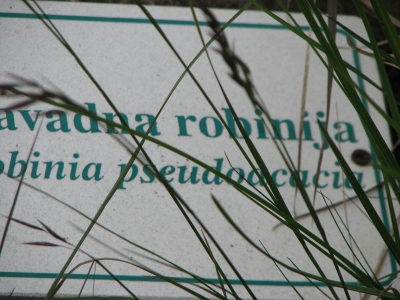 avadna robinija
obinia pseudoacacia